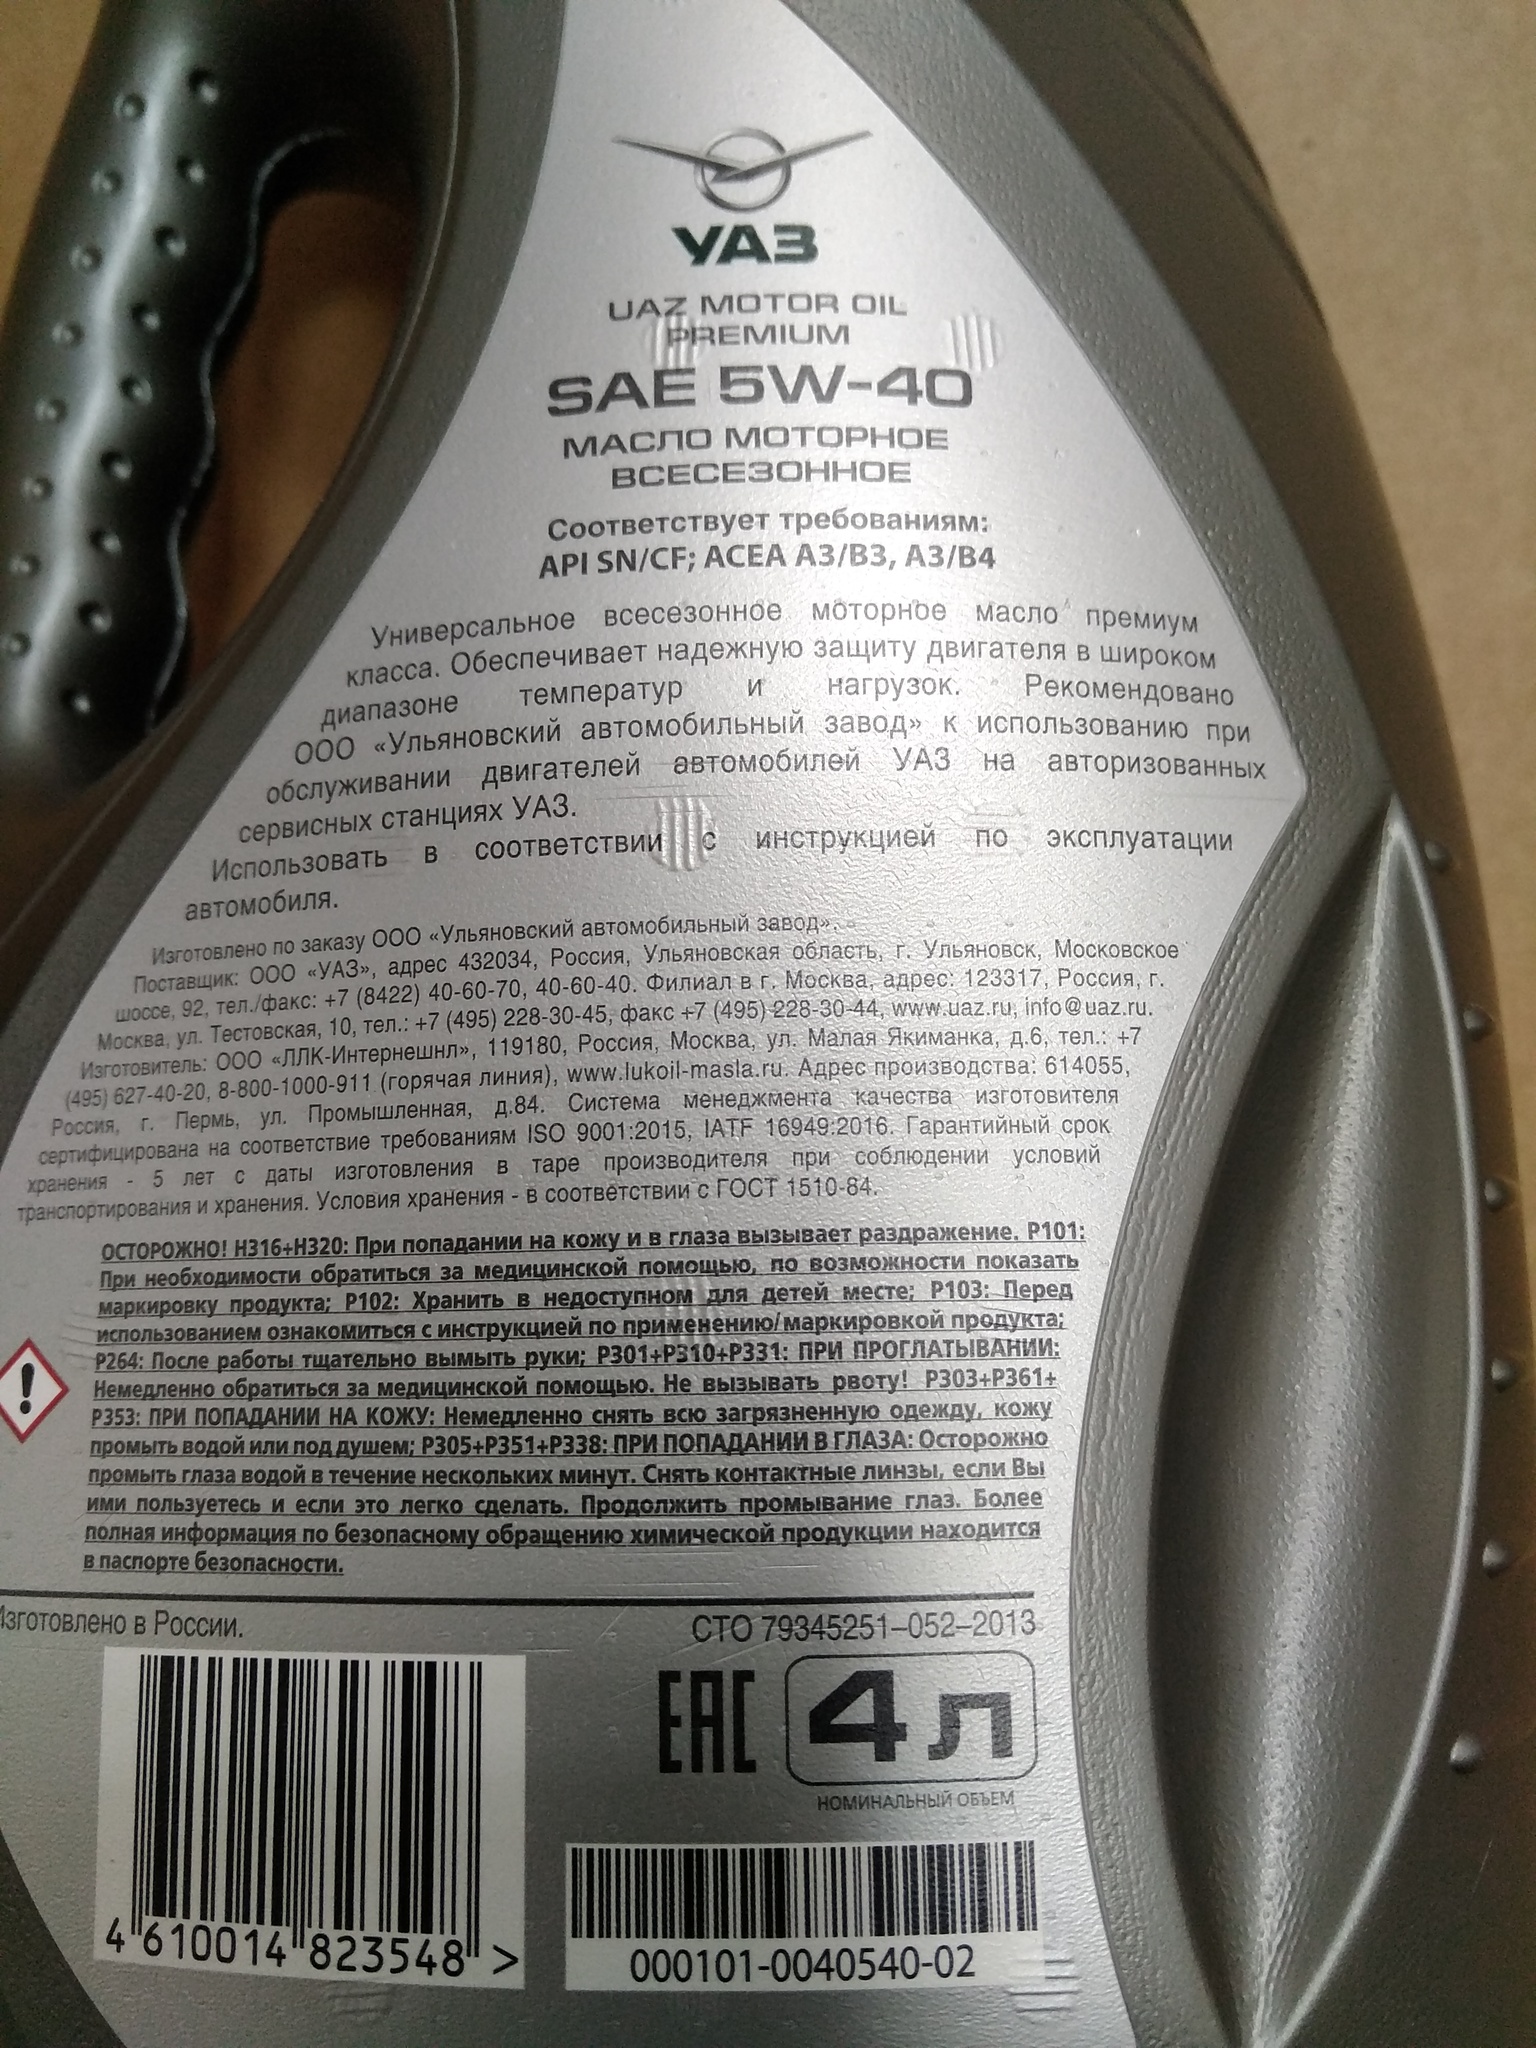 УАЗ
UAZ MOTOR OIL
PREMIUM
SAE 5W-40
МАСЛО МОТОРНОЕ
ВСЕСЕЗОННОЕ
Соответствует требованиям:
API SN/CF; ACEA A3/B3, A3/B4
Универсальное всесезонное моторное масло премиум
класса. Обеспечивает надежную защиту двигателя в широком
диапазоне температур и нагрузок. Рекомендовано
ООО «Ульяновский автомобильный завод» к использованию при
обслуживании двигателей автомобилей УАЗ на авторизованных
сервисных станциях УАЗ.
Использовать в соответствии с инструкцией по эксплуатации
автомобиля.
Изготовлено по заказу ООО «Ульяновский автомобильный завод».
Поставщик: ООО «УАЗ», адрес 432034, Россия, Ульяновская область, г. Ульяновск, Московское
шоссе, 92, тел./факс: +7 (8422) 40-60-70, 40-60-40. Филиал в г. Москва, адрес: 123317, Россия, г.
Москва, ул. Тестовская, 10, тел.: +7 (495) 228-30-45, факс +7 (495) 228-30-44, www.uaz.ru, info@uaz.ru.
Изготовитель: ООО «ЛЛК-Интернешнл», 119180, Россия, Москва, ул. Малая Якиманка, д.6, тел.: +7
(495) 627-40-20, 8-800-1000-911 (горячая линия), www.lukoil-masla.ru. Адрес производства: 614055,
Россия, г. Пермь, ул. Промышленная, д.84. Система менеджмента качества изготовителя
сертифицирована на соответствие требованиям ISO 9001:2015, IATF 16949:2016. Гарантийный срок
хранения - 5 лет с даты изготовления в таре производителя при соблюдении условий
транспортирования и хранения. Условия хранения - в соответствии с ГОСТ 1510-84.
ОСТОРОЖНО! H316+H320: При попадании на кожу и в глаза вызывает раздражение. P101:
При необходимости обратиться за медицинской помощью, по возможности показать
маркировку продукта; P102: Хранить в недоступном для детей месте; P103: Перед
использованием ознакомиться с инструкцией по применению/маркировкой продукта;
P264: После работы тщательно вымыть руки; P301+P310+P331: ПРИ ПРОГЛАТЫВАНИИ:
Немедленно обратиться за медицинской помощью. Не вызывать рвоту! P303+P361+
P353: ПРИ ПОПАДАНИИ НА КОЖУ: Немедленно снять всю загрязненную одежду, кожу
промыть водой или под душем; P305+P351+P338: ПРИ ПОПАДАНИИ В ГЛАЗА: Осторожно
промыть глаза водой в течение нескольких минут. Снять контактные линзы, если Вы
ими пользуетесь и если это легко сделать. Продолжить промывание глаз. Более
полная информация по безопасному обращению химической продукции находится
в паспорте безопасности.
Изготовлено в России.
СТО 79345251–052–2013
EAC
4 л
НОМИНАЛЬНЫЙ ОБЪЕМ
4 610014 823548 >
000101-0040540-02